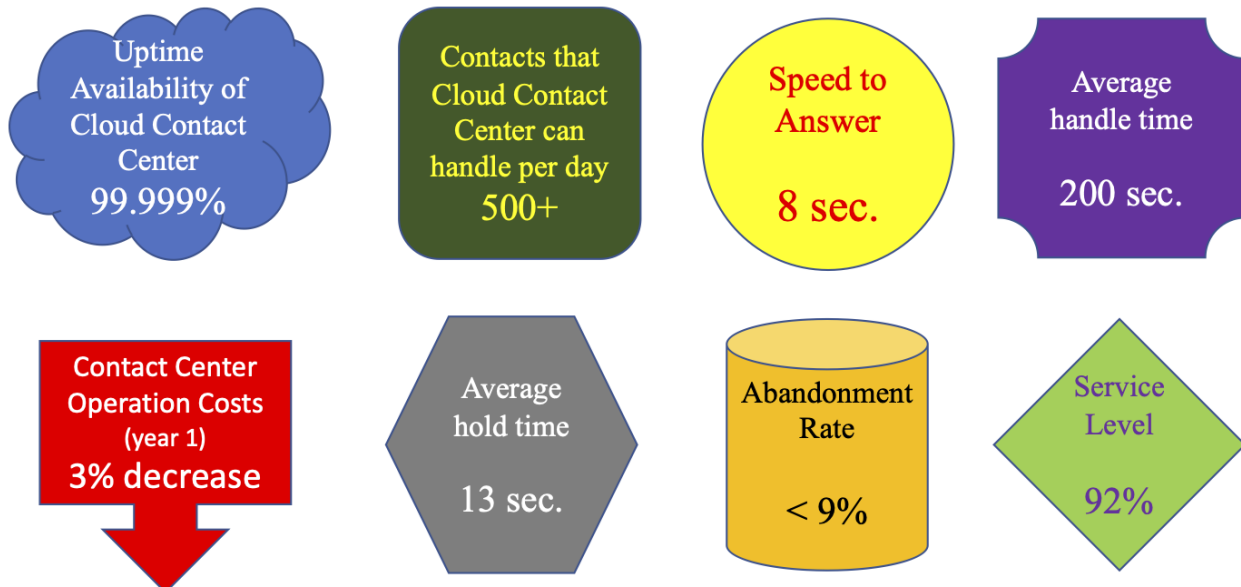 Uptime
Availability of
Cloud Contact
Center
99.999%
Contacts that
Cloud Contact
Center can
handle per day
500+
Speed to
Answer
8 sec.
Average
handle time
200 sec.
Contact Center
Operation Costs
(year 1)
3% decrease
Average
hold time
13 sec.
Abandonment
Rate
< 9%
Service
Level
92%